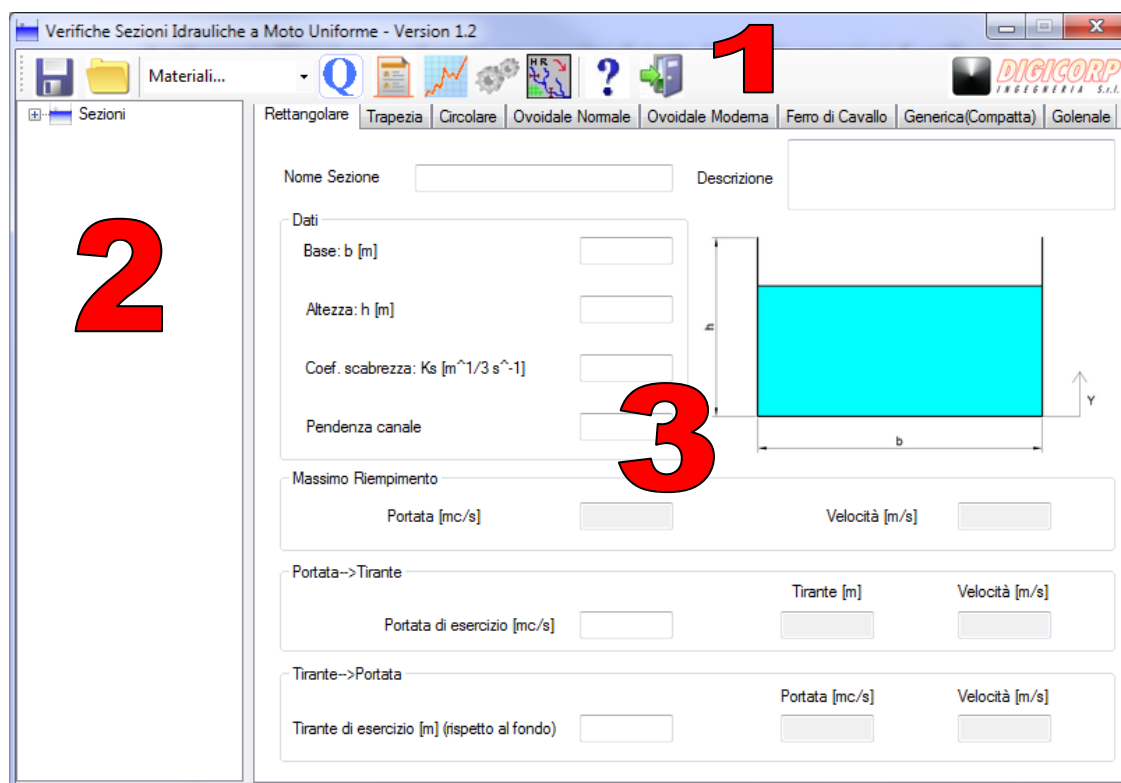 Verifiche Sezioni Idrauliche a Moto Uniforme - Version 1.2
Materiali...
Q
H R
?
1
DIGICORP
INGEGNERIA S.r.l.
Sezioni
Rettangolare Trapezia Circolare Ovoidale Normale Ovoidale Moderna Ferro di Cavallo Generica(Compatta) Golenale
Nome Sezione
Descrizione
2
Dati
Base: b [m]
Altezza: h [m]
Coef. scabrezza: Ks [m^1/3 s^-1]
Pendenza canale
3
h
Y
b
Massimo Riempimento
Portata [mc/s] Velocità [m/s]
Portata-->Tirante
Tirante [m] Velocità [m/s]
Portata di esercizio [mc/s]
Tirante-->Portata
Portata [mc/s] Velocità [m/s]
Tirante di esercizio [m] (rispetto al fondo)